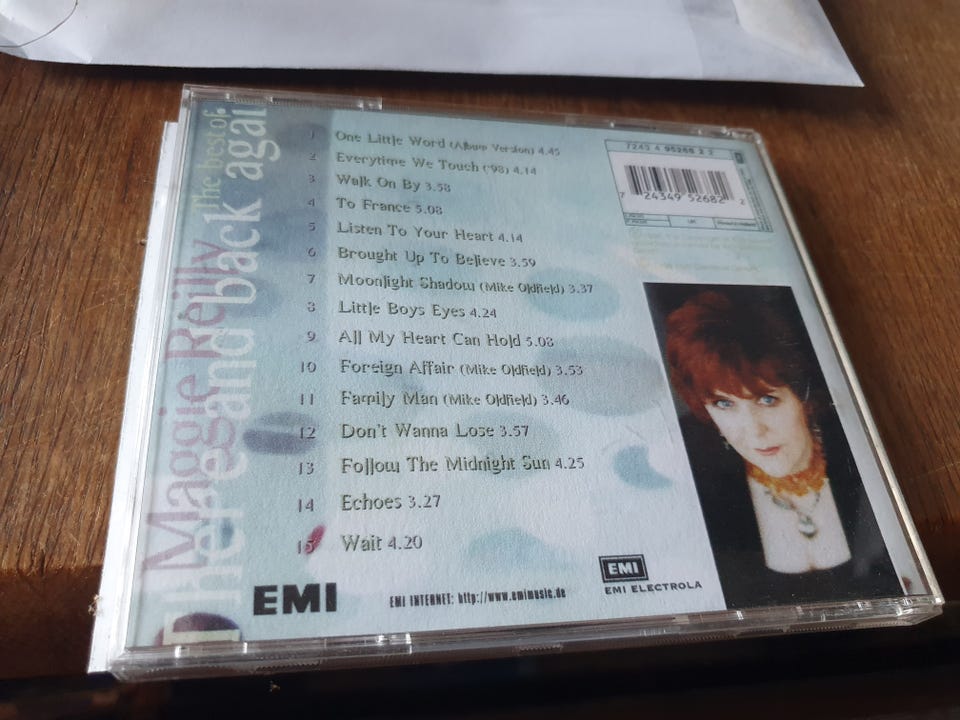 Maggie Reilly
The best of
There and back again
1 One Little Word (Album Version) 4.45
2 Everytime We Touch ('98) 4.14
3 Walk On By 3.58
4 To France 5.08
5 Listen To Your Heart 4.14
6 Brought Up To Believe 3.59
7 Moonlight Shadow (Mike Oldfield) 3.37
8 Little Boys Eyes 4.24
9 All My Heart Can Hold 5.08
10 Foreign Affair (Mike Oldfield) 3.53
11 Family Man (Mike Oldfield) 3.46
12 Don't Wanna Lose 3.57
13 Follow The Midnight Sun 4.25
14 Echoes 3.27
15 Wait 4.20
7243 4 95268 2 2
7 24349 52682 2
EMI
EMI INTERNET: http://www.emimusic.de
EMI
EMI ELECTROLA